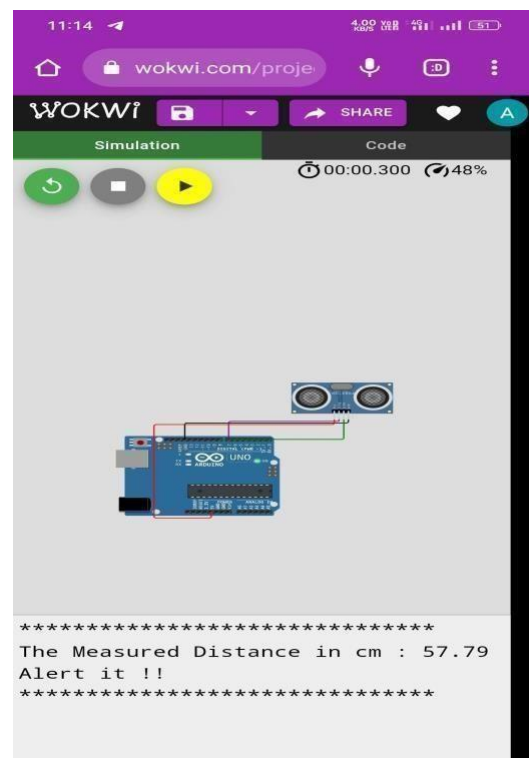 11:14
4.00 KB/S
4G
51
wokwi.com/proje
:D
WOKWi
SHARE
A
Simulation
Code
00:00.300
48%
UNO
ARDUINO
*******************************
The Measured Distance in cm : 57.79
Alert it !!
*******************************